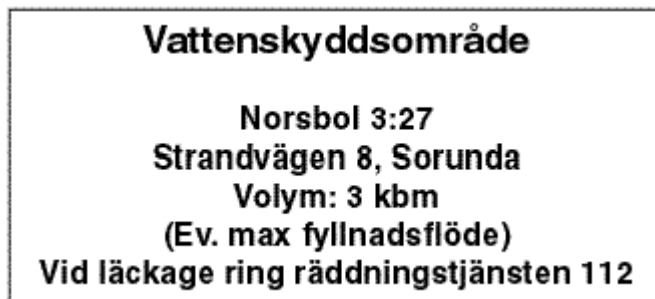 Vattenskyddsområde
Norsbol 3:27
Strandvägen 8, Sorunda
Volym: 3 kbm
(Ev. max fyllnadsflöde)
Vid läckage ring räddningstjänsten 112